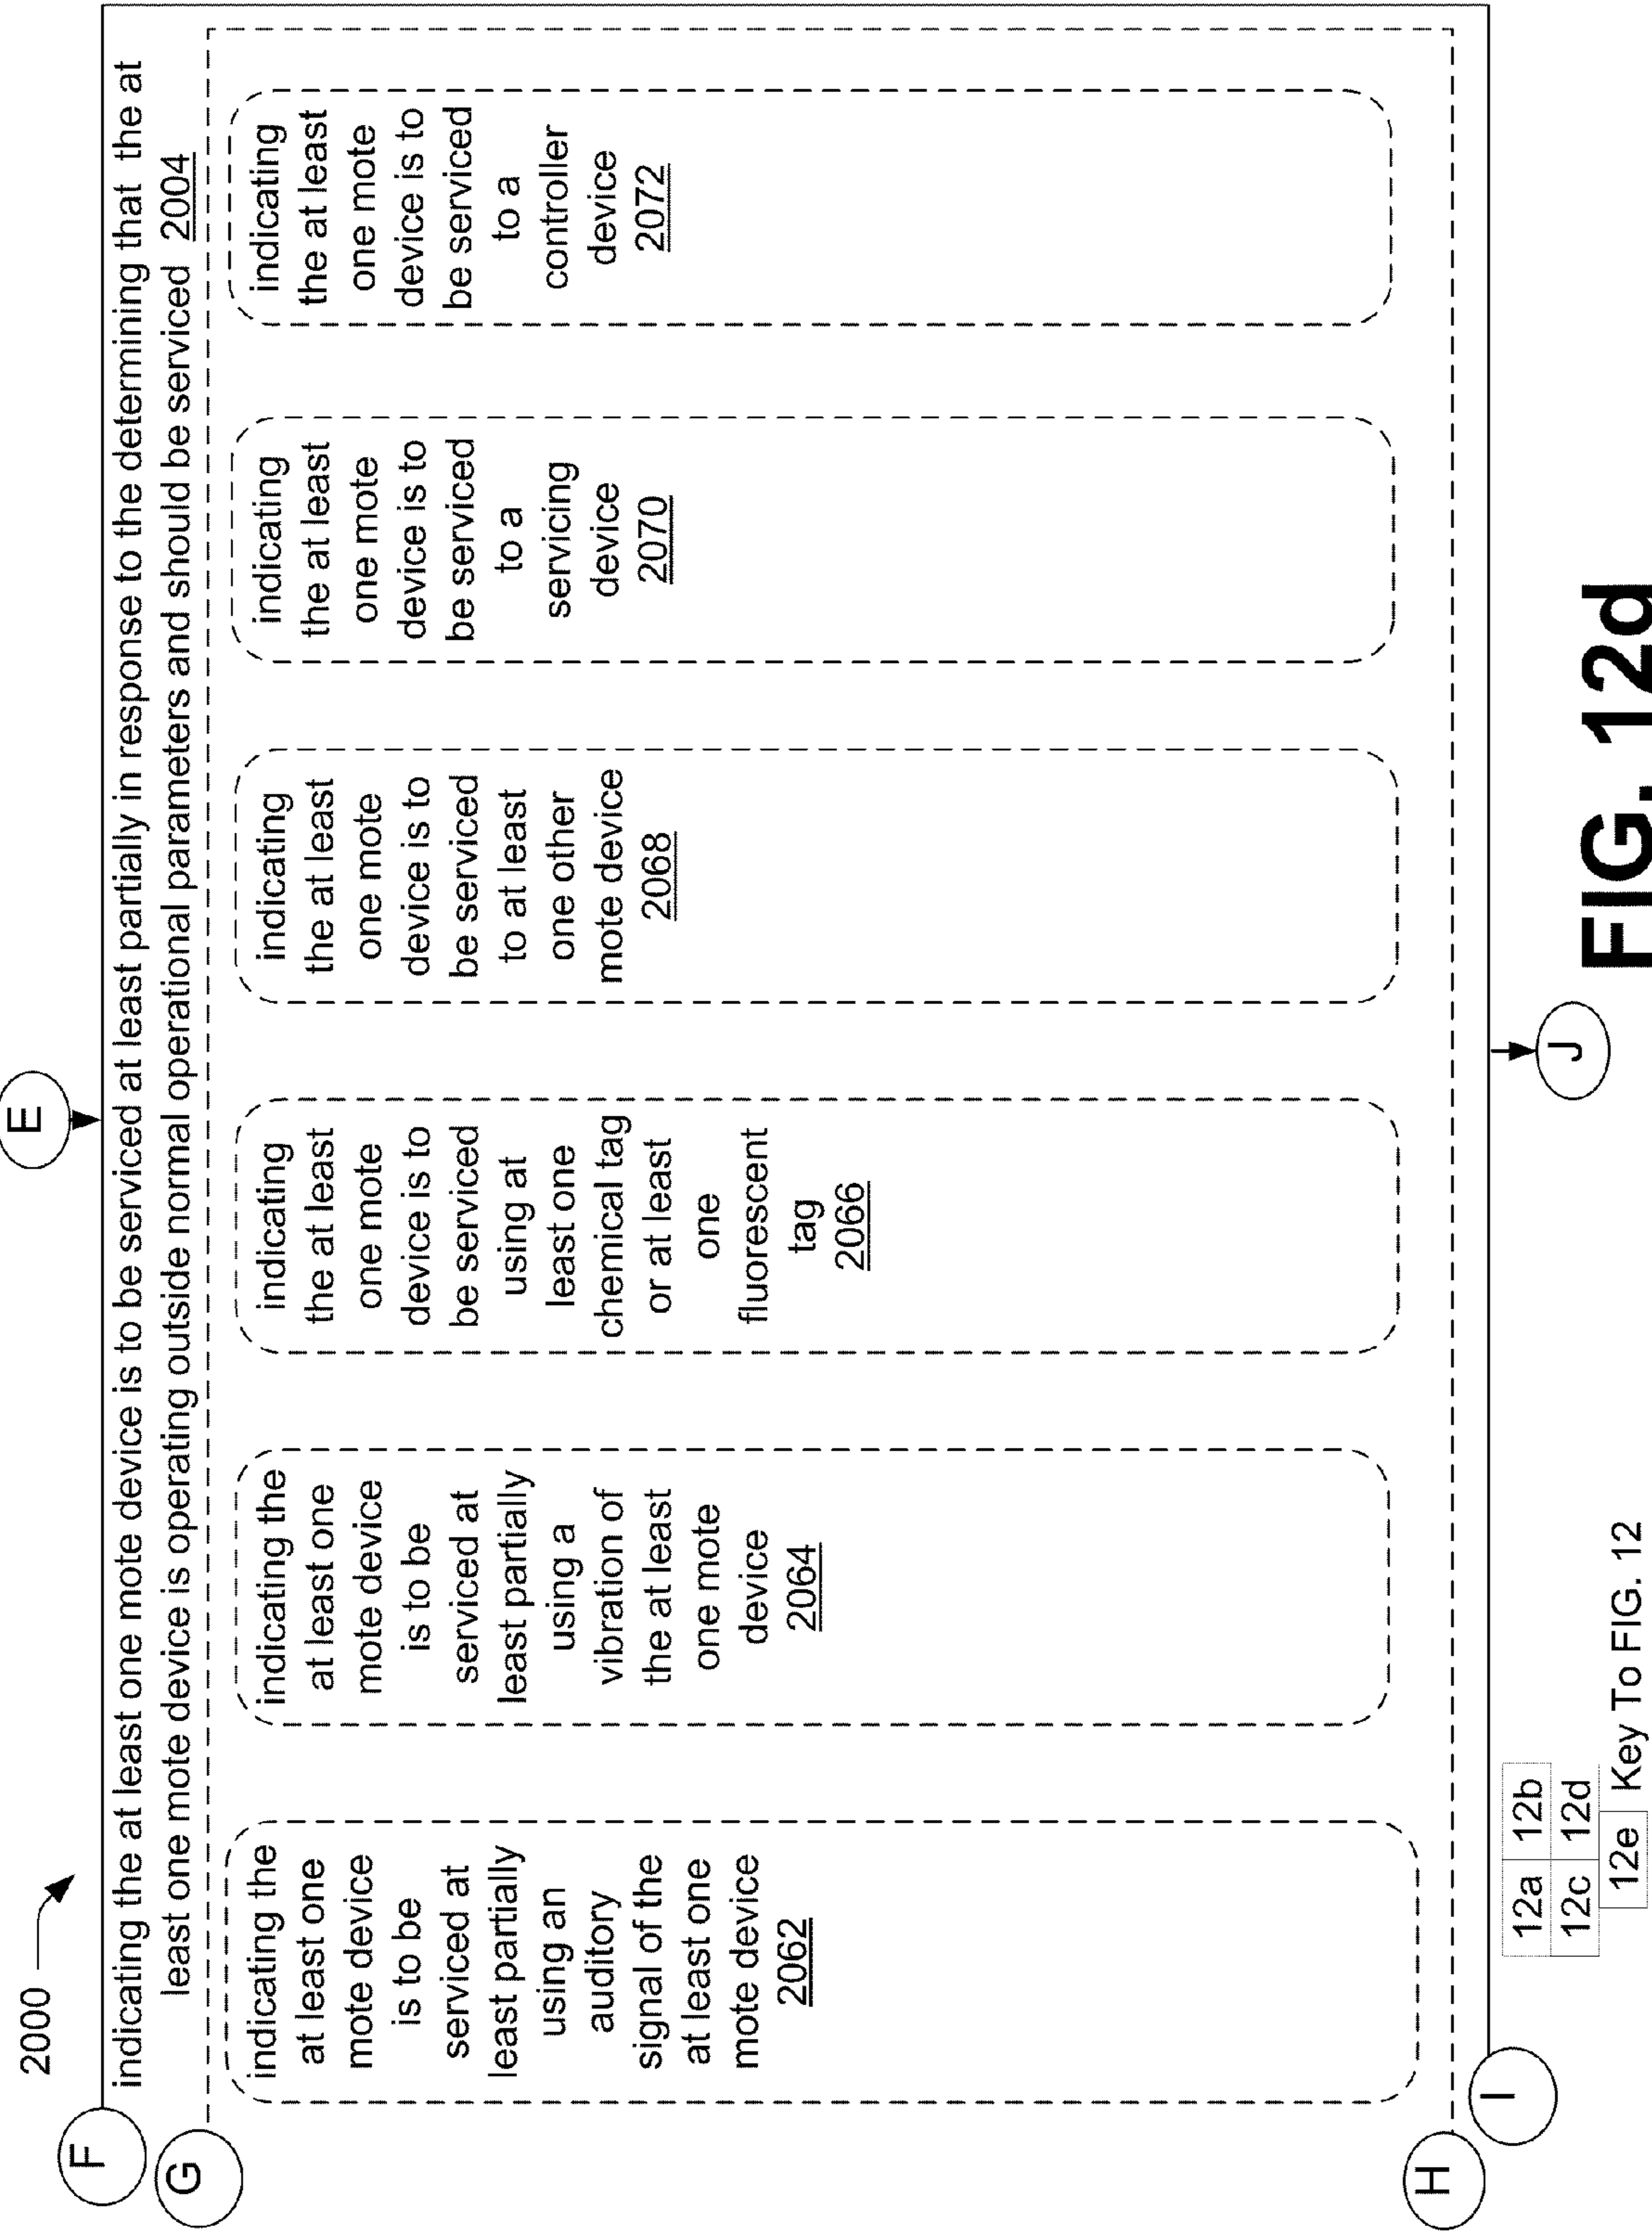 2000
E
F
indicating the at least one mote device is to be serviced at least partially in response to the determining that the at
least one mote device is operating outside normal operational parameters and should be serviced 2004
G
indicating the
at least one
mote device
is to be
serviced at
least partially
using an
auditory
signal of the
at least one
mote device
2062
indicating the
at least one
mote device
is to be
serviced at
least partially
using a
vibration of
the at least
one mote
device
2064
indicating
the at least
one mote
device is to
be serviced
using at
least one
chemical tag
or at least
one
fluorescent
tag
2066
indicating
the at least
one mote
device is to
be serviced
to at least
one other
mote device
2068
indicating
the at least
one mote
device is to
be serviced
to a
servicing
device
2070
indicating
the at least
one mote
device is to
be serviced
to a
controller
device
2072
H
I
J
12a 12b
12c 12d
12e Key To FIG. 12
FIG. 12d